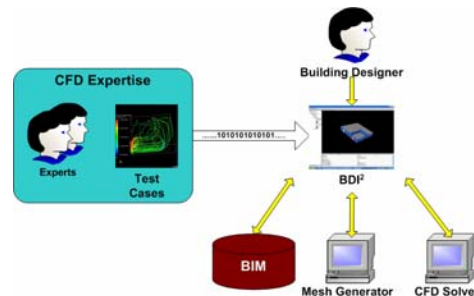 CFD Expertise
Experts
Test
Cases
......1010101010101.....
Building Designer
BDI²
BIM
Mesh Generator
CFD Solve